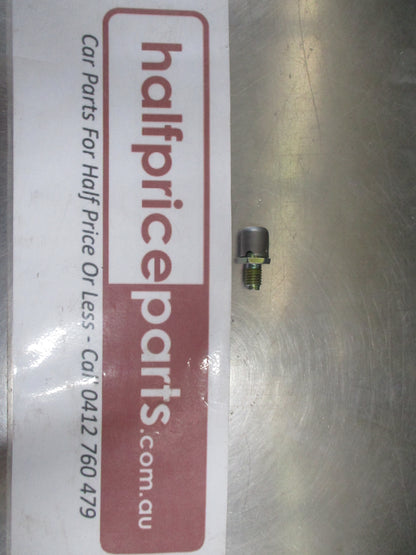 halfpriceparts.com.au
Car Parts For Half Price Or Less - Call 0412 760 479